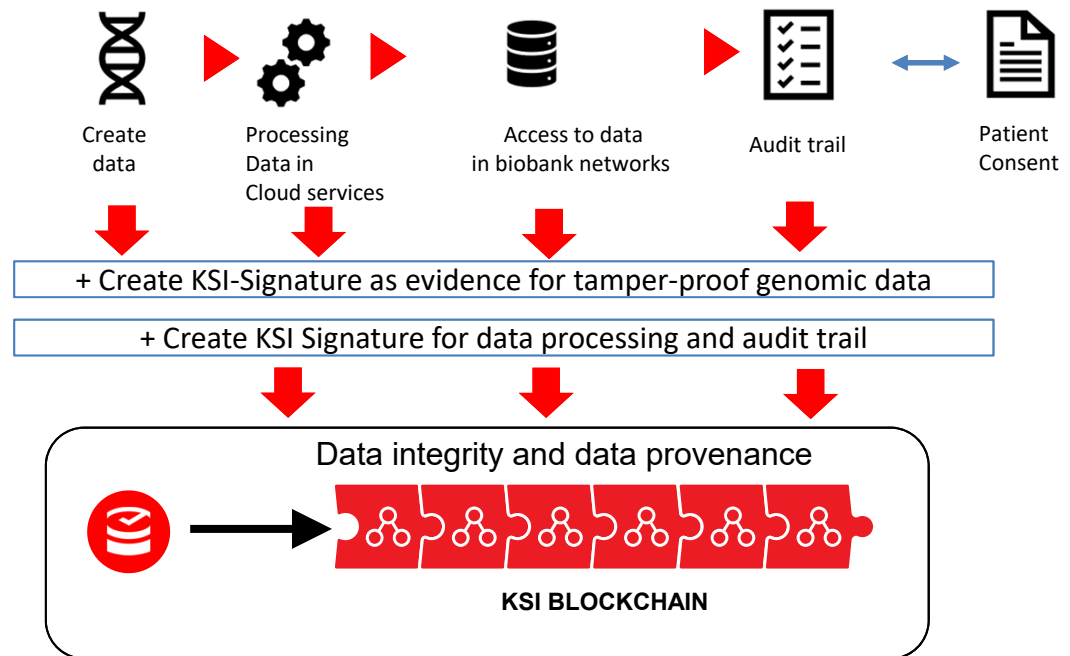 Create
data
Processing
Data in
Cloud services
Access to data
in biobank networks
Audit trail
Patient
Consent
+ Create KSI-Signature as evidence for tamper-proof genomic data
+ Create KSI Signature for data processing and audit trail
Data integrity and data provenance
KSI BLOCKCHAIN